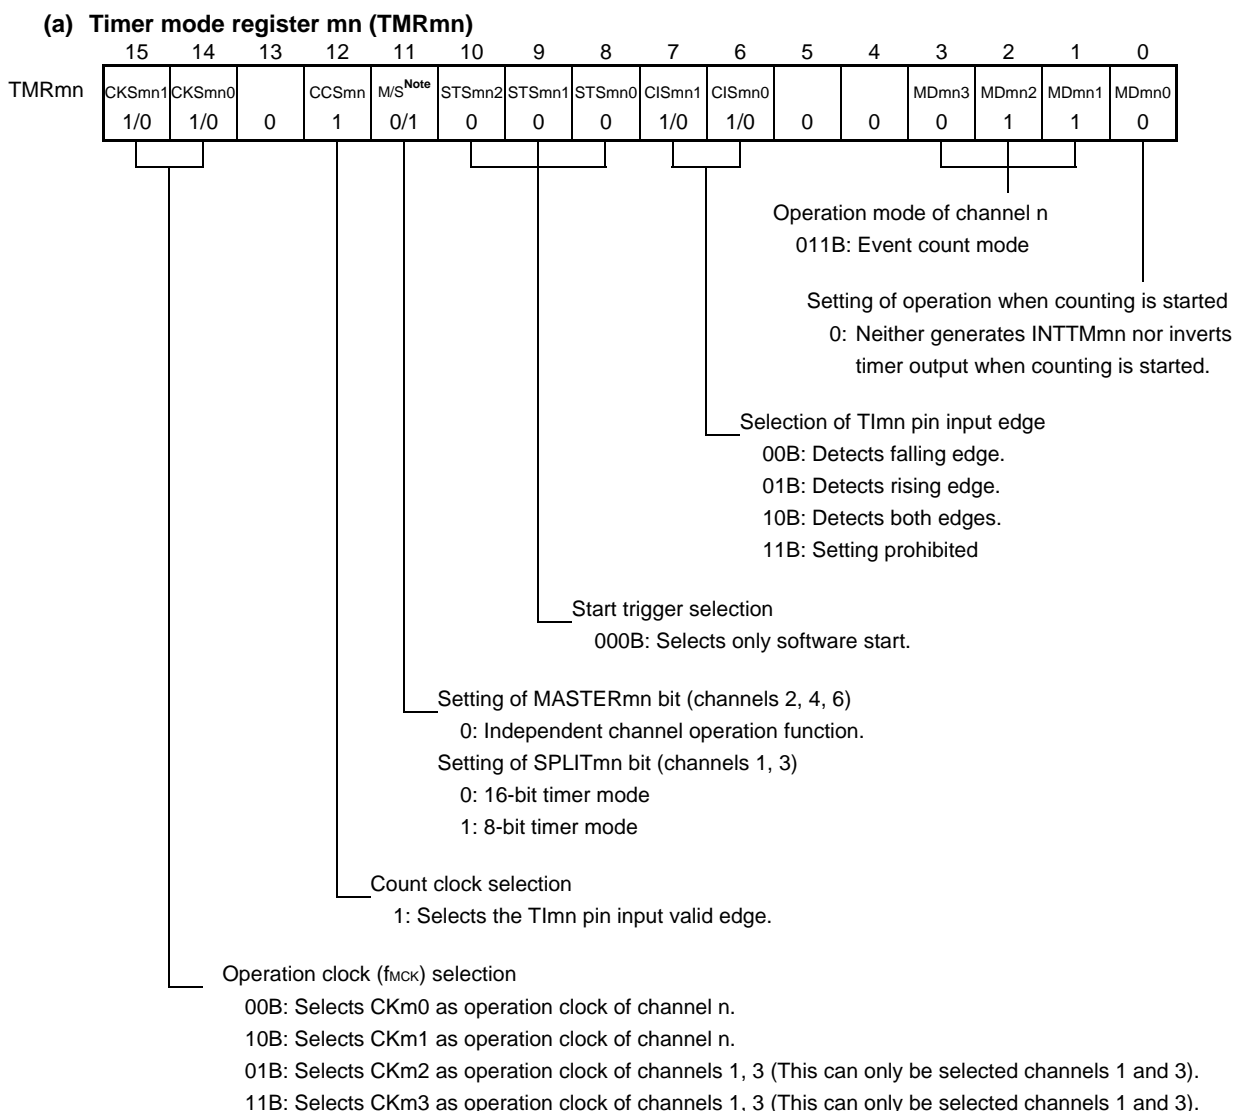 (a) Timer mode register mn (TMRmn)
15 14 13 12 11 10 9 8 7 6 5 4 3 2 1 0
TMRmn CKSmn1 CKSmn0 CCSmn M/SNote STSmn2 STSmn1 STSmn0 CISmn1 CISmn0 MDmn3 MDmn2 MDmn1 MDmn0
1/0 1/0 0 1 0/1 0 0 0 1/0 1/0 0 0 0 1 1 0
Operation mode of channel n
011B: Event count mode
Setting of operation when counting is started
0: Neither generates INTTMmn nor inverts
timer output when counting is started.
Selection of TImn pin input edge
00B: Detects falling edge.
01B: Detects rising edge.
10B: Detects both edges.
11B: Setting prohibited
Start trigger selection
000B: Selects only software start.
Setting of MASTERmn bit (channels 2, 4, 6)
0: Independent channel operation function.
Setting of SPLITmn bit (channels 1, 3)
0: 16-bit timer mode
1: 8-bit timer mode
Count clock selection
1: Selects the TImn pin input valid edge.
Operation clock (fMCK) selection
00B: Selects CKm0 as operation clock of channel n.
10B: Selects CKm1 as operation clock of channel n.
01B: Selects CKm2 as operation clock of channels 1, 3 (This can only be selected channels 1 and 3).
11B: Selects CKm3 as operation clock of channels 1, 3 (This can only be selected channels 1 and 3).